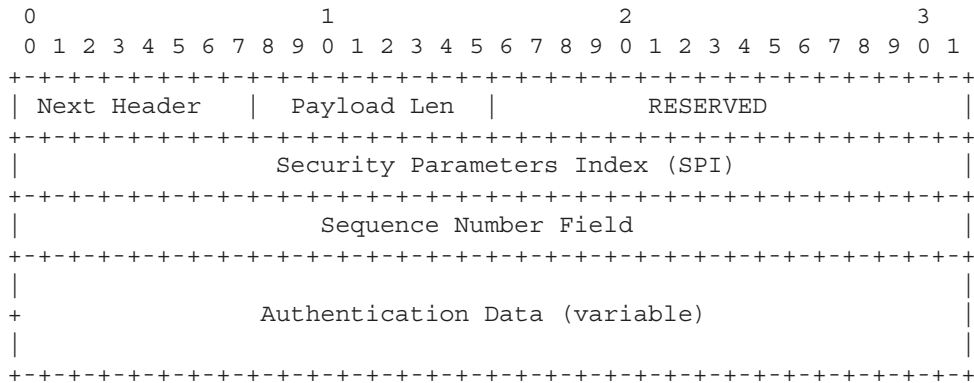 0                   1                   2                   3
0 1 2 3 4 5 6 7 8 9 0 1 2 3 4 5 6 7 8 9 0 1 2 3 4 5 6 7 8 9 0 1
+-+-+-+-+-+-+-+-+-+-+-+-+-+-+-+-+-+-+-+-+-+-+-+-+-+-+-+-+-+-+-+-+
| Next Header   |  Payload Len  |          RESERVED             |
+-+-+-+-+-+-+-+-+-+-+-+-+-+-+-+-+-+-+-+-+-+-+-+-+-+-+-+-+-+-+-+-+
|                 Security Parameters Index (SPI)               |
+-+-+-+-+-+-+-+-+-+-+-+-+-+-+-+-+-+-+-+-+-+-+-+-+-+-+-+-+-+-+-+-+
|                    Sequence Number Field                      |
+-+-+-+-+-+-+-+-+-+-+-+-+-+-+-+-+-+-+-+-+-+-+-+-+-+-+-+-+-+-+-+-+
|                                                               |
+                Authentication Data (variable)                 |
|                                                               |
+-+-+-+-+-+-+-+-+-+-+-+-+-+-+-+-+-+-+-+-+-+-+-+-+-+-+-+-+-+-+-+-+